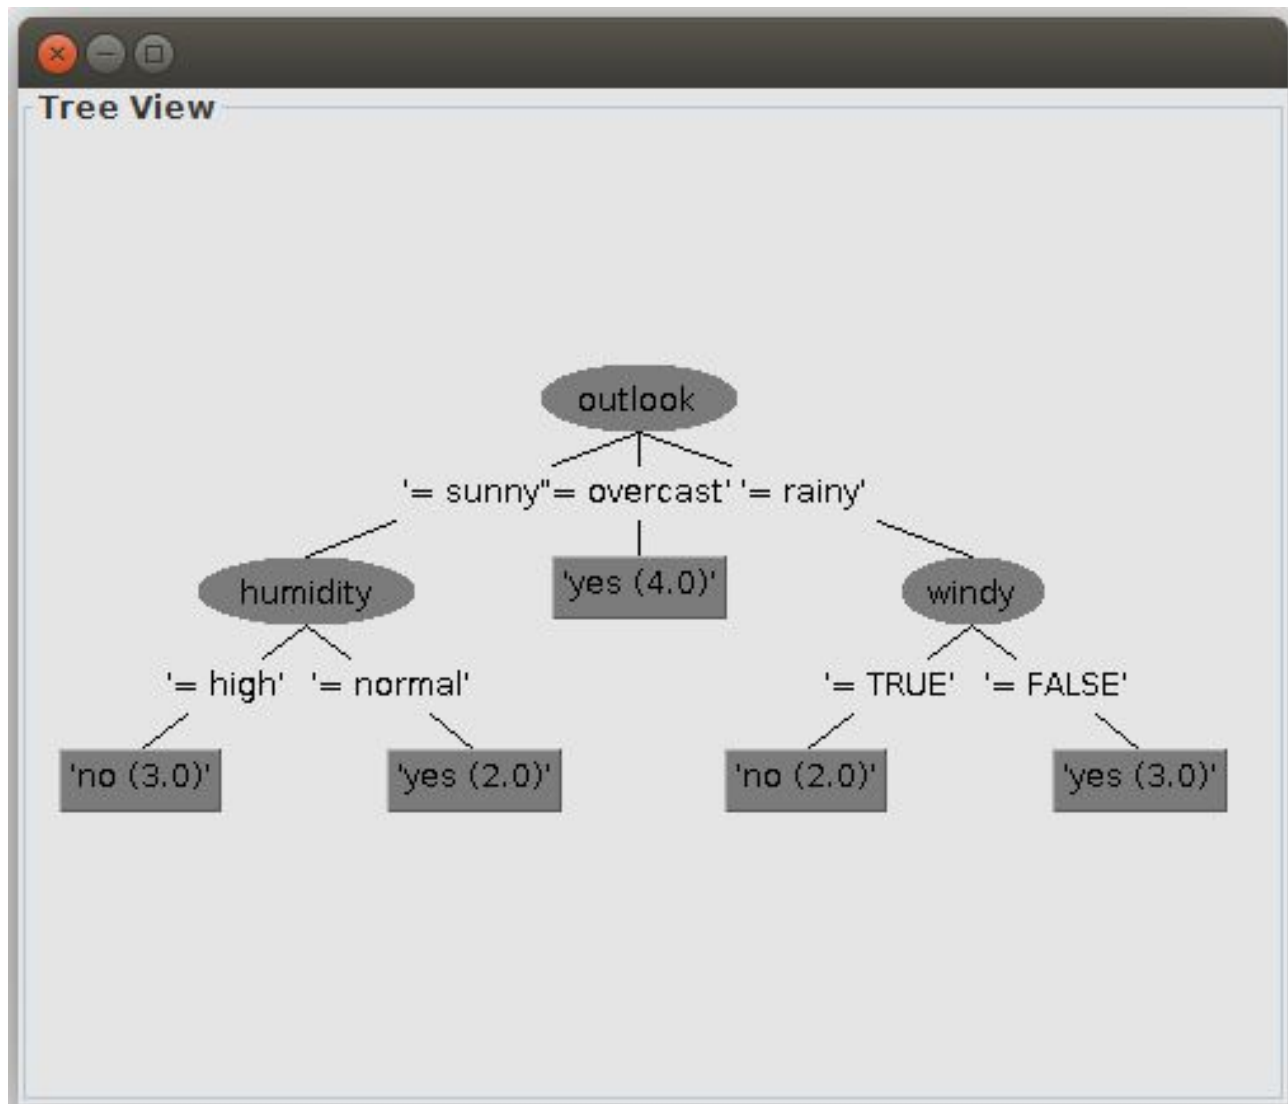 Tree View
outlook
'= sunny''= overcast' '= rainy'
humidity 'yes (4.0)' windy
'= high' '= normal' '= TRUE' '= FALSE'
'no (3.0)' 'yes (2.0)' 'no (2.0)' 'yes (3.0)'